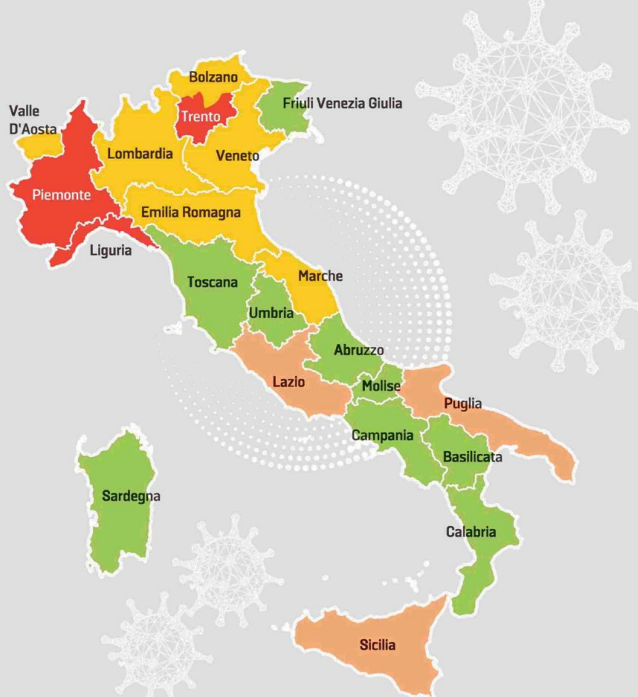 Bolzano
Friuli Venezia Giulia
Valle
D'Aosta
Trento
Lombardia
Veneto
Piemonte
Emilia Romagna
Liguria
Marche
Toscana
Umbria
Abruzzo
Lazio
Molise
Puglia
Campania
Basilicata
Sardegna
Calabria
Sicilia